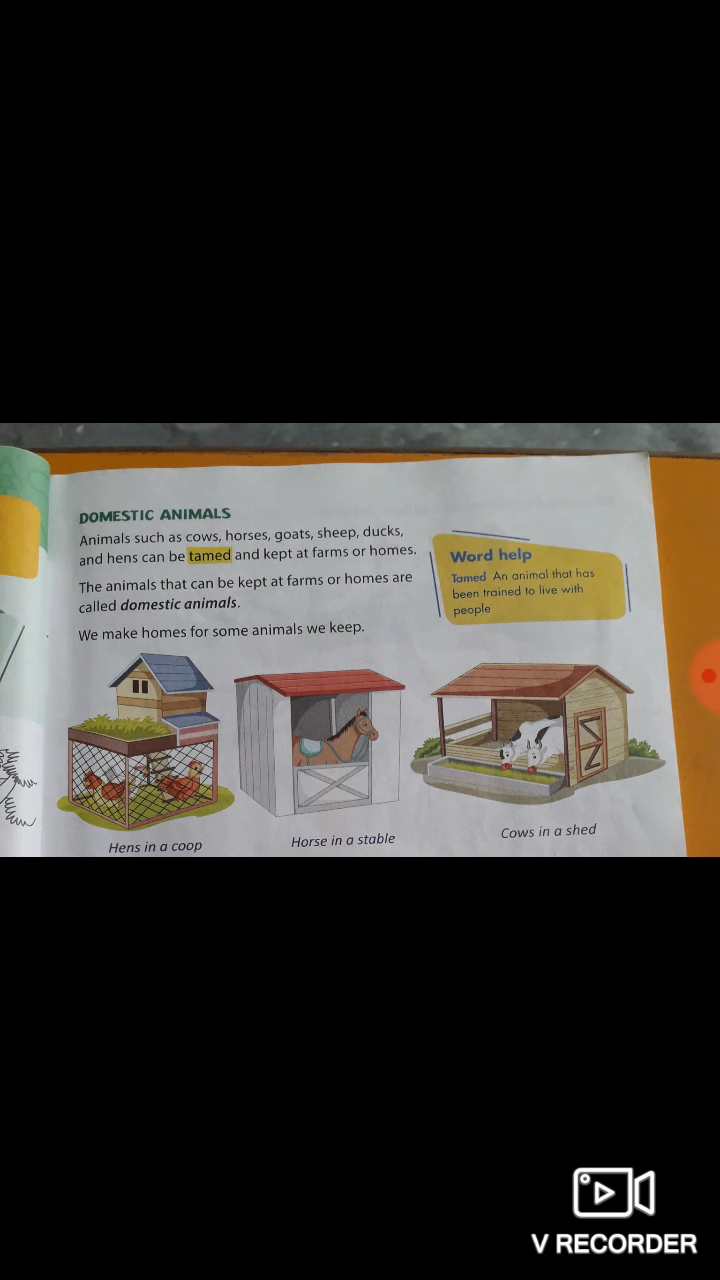 DOMESTIC ANIMALS
Animals such as cows, horses, goats, sheep, ducks,
and hens can be tamed and kept at farms or homes.
The animals that can be kept at farms or homes are
called domestic animals.
We make homes for some animals we keep.
Word help
Tamed An animal that has
been trained to live with
people
Hens in a coop
Horse in a stable
Cows in a shed
V RECORDER